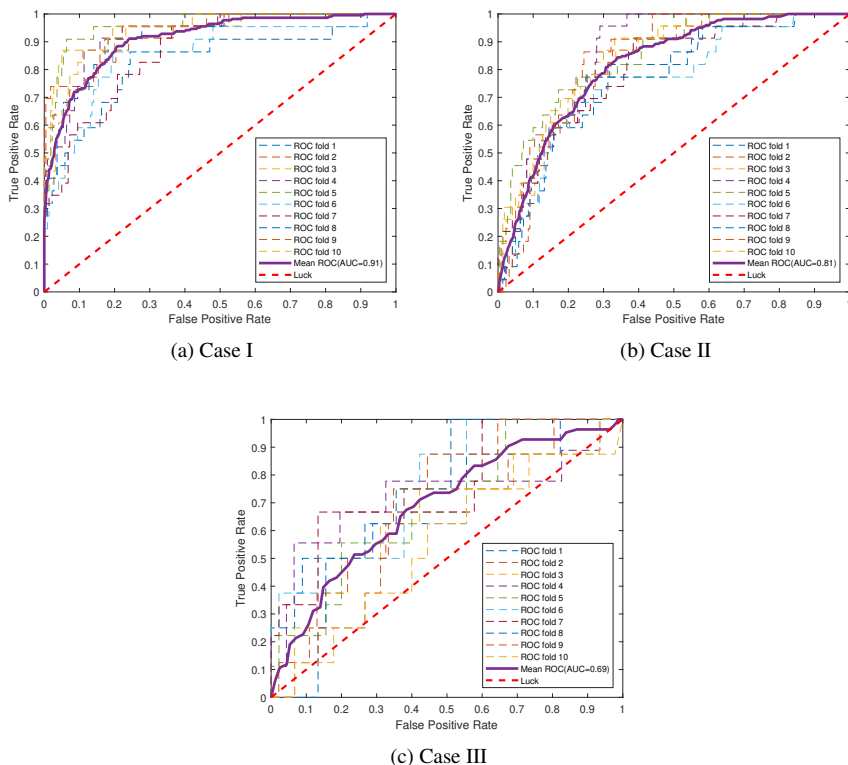 1
0.9
0.8
0.7
0.6
0.5
0.4
0.3
0.2
0.1
0
True Positive Rate
ROC fold 1
ROC fold 2
ROC fold 3
ROC fold 4
ROC fold 5
ROC fold 6
ROC fold 7
ROC fold 8
ROC fold 9
ROC fold 10
Mean ROC(AUC=0.91)
Luck
0 0.1 0.2 0.3 0.4 0.5 0.6 0.7 0.8 0.9 1
False Positive Rate
(a) Case I
1
0.9
0.8
0.7
0.6
0.5
0.4
0.3
0.2
0.1
0
True Positive Rate
ROC fold 1
ROC fold 2
ROC fold 3
ROC fold 4
ROC fold 5
ROC fold 6
ROC fold 7
ROC fold 8
ROC fold 9
ROC fold 10
Mean ROC(AUC=0.81)
Luck
0 0.1 0.2 0.3 0.4 0.5 0.6 0.7 0.8 0.9 1
False Positive Rate
(b) Case II
1
0.9
0.8
0.7
0.6
0.5
0.4
0.3
0.2
0.1
0
True Positive Rate
ROC fold 1
ROC fold 2
ROC fold 3
ROC fold 4
ROC fold 5
ROC fold 6
ROC fold 7
ROC fold 8
ROC fold 9
ROC fold 10
Mean ROC(AUC=0.69)
Luck
0 0.1 0.2 0.3 0.4 0.5 0.6 0.7 0.8 0.9 1
False Positive Rate
(c) Case III